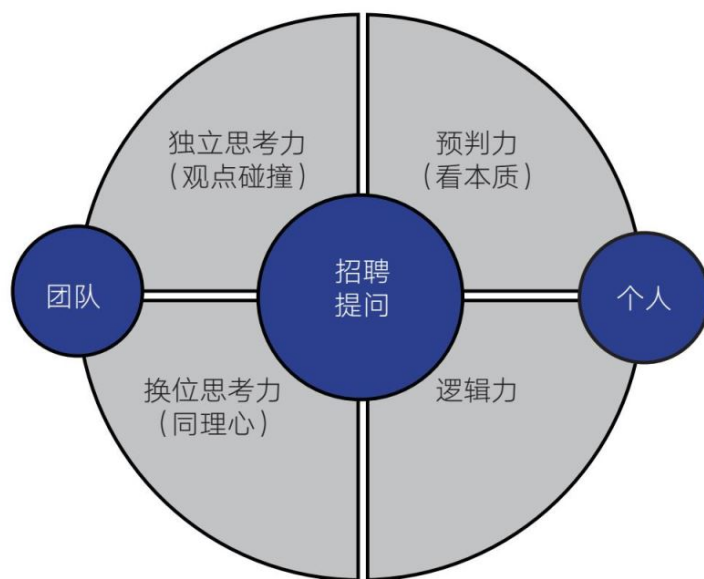 独立思考力
（观点碰撞）
预判力
（看本质）
团队
招聘
提问
个人
换位思考力
（同理心）
逻辑力